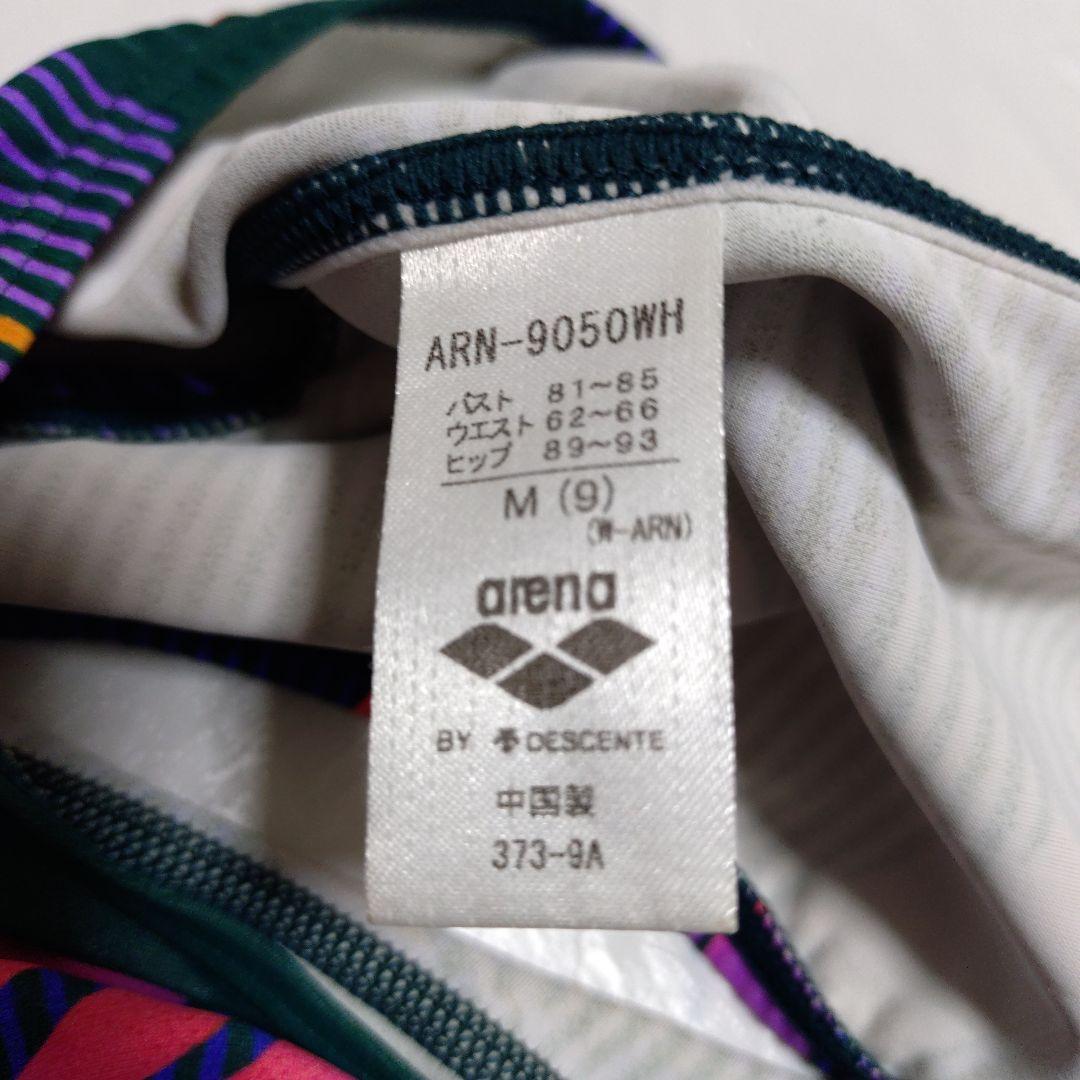 ARN-9050WH
バスト 81～85
ウエスト 62～66
ヒップ 89～93
M (9)
(W-ARN)
arena
BY DESCENTE
中国製
373-9A